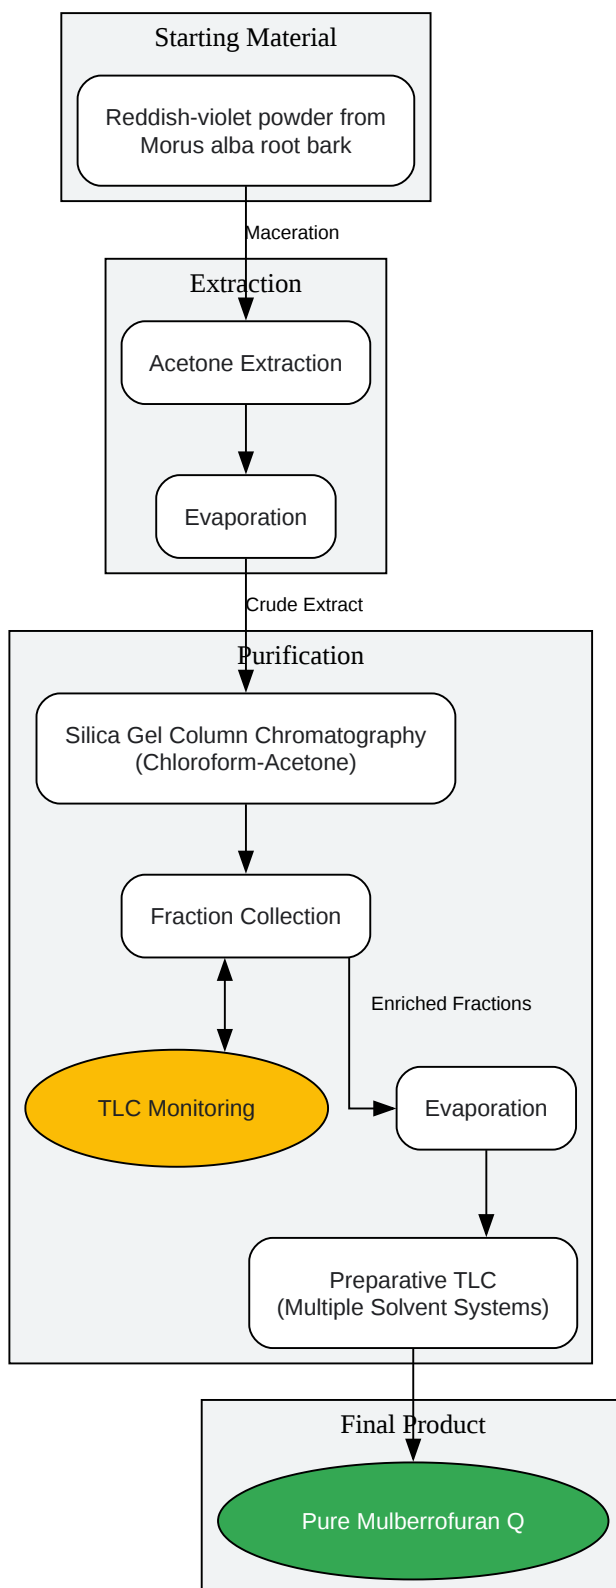 Starting Material
Reddish-violet powder from
Morus alba root bark
Maceration
Extraction
Acetone Extraction
Evaporation
Crude Extract
Purification
Silica Gel Column Chromatography
(Chloroform-Acetone)
Fraction Collection
Enriched Fractions
TLC Monitoring
Evaporation
Preparative TLC
(Multiple Solvent Systems)
Final Product
Pure Mulberrofuran Q